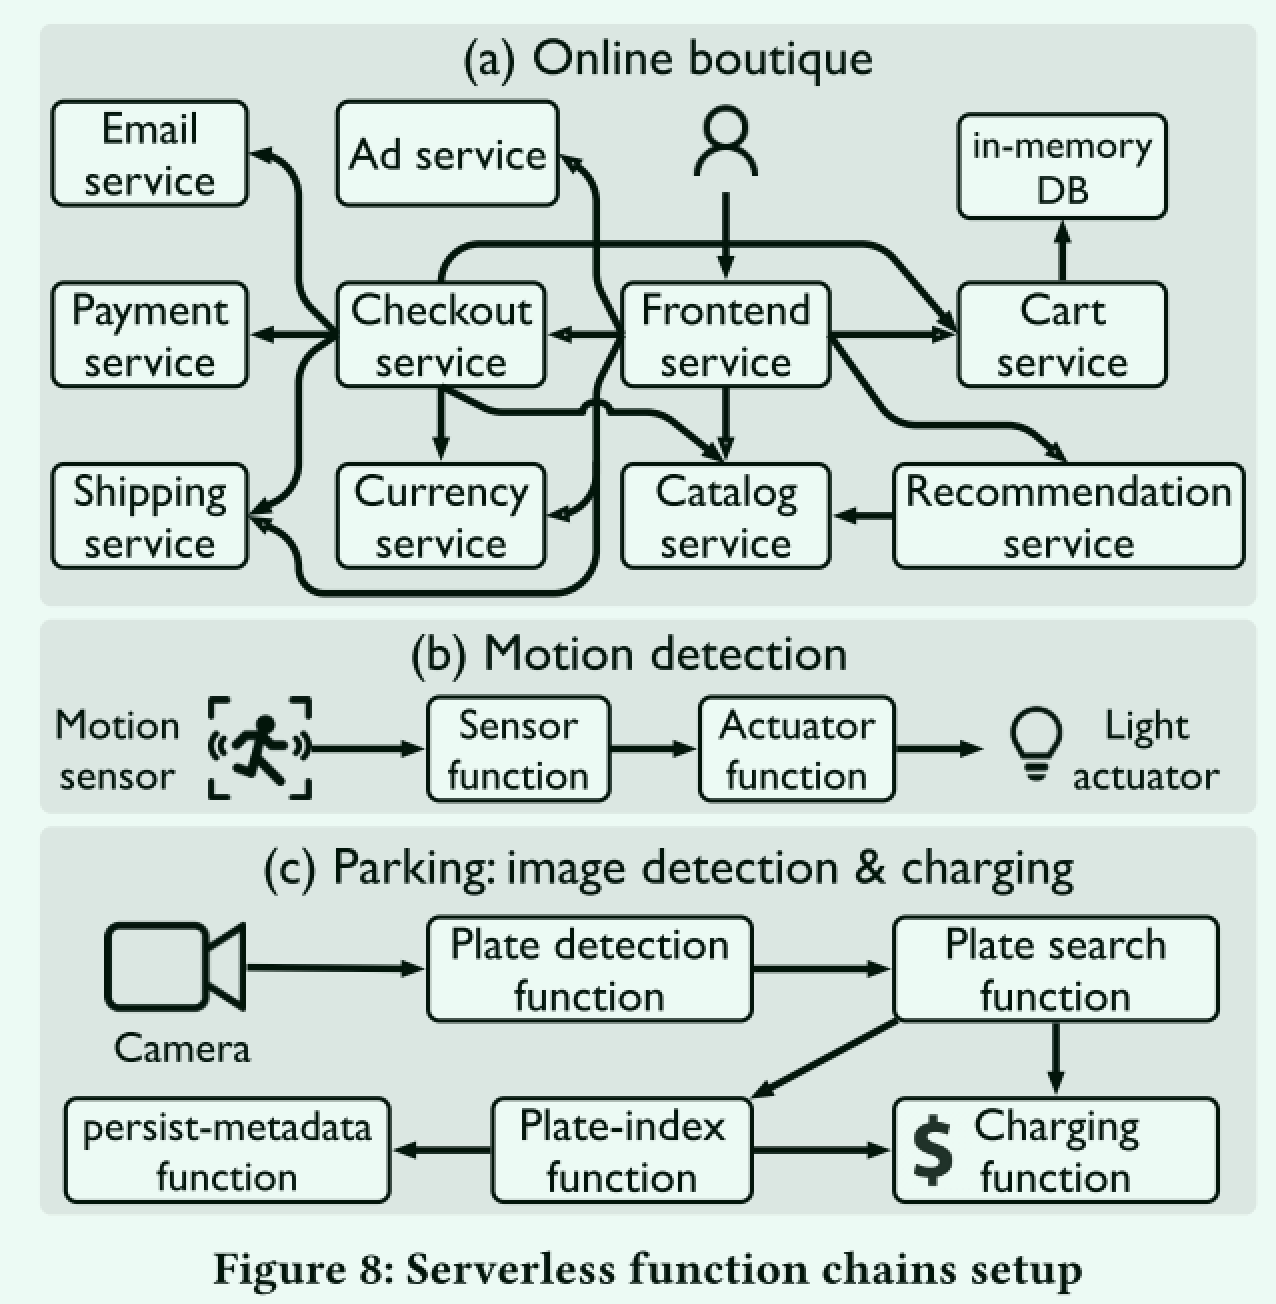 (a) Online boutique
Email
service
Ad service
in-memory
DB
Payment
service
Checkout
service
Frontend
service
Cart
service
Shipping
service
Currency
service
Catalog
service
Recommendation
service
(b) Motion detection
Motion
sensor
Sensor
function
Actuator
function
Light
actuator
(c) Parking: image detection & charging
Camera
Plate detection
function
Plate search
function
persist-metadata
function
Plate-index
function
$ Charging
function
Figure 8: Serverless function chains setup